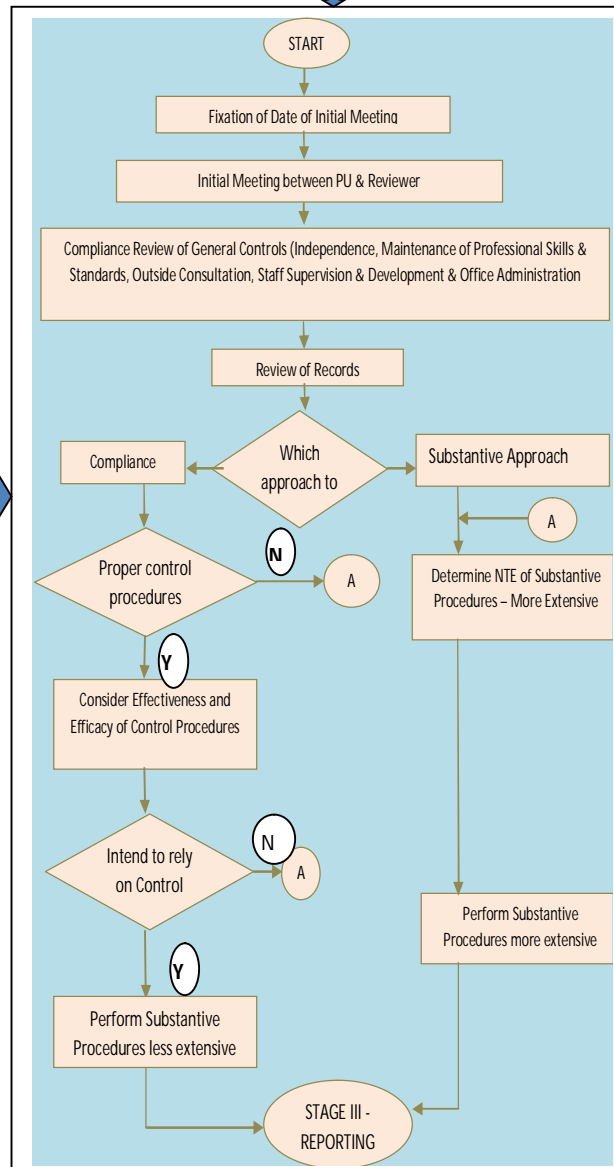 START
Fixation of Date of Initial Meeting
Initial Meeting between PU & Reviewer
Compliance Review of General Controls (Independence, Maintenance of Professional Skills &
Standards, Outside Consultation, Staff Supervision & Development & Office Administration
Review of Records
Which
approach to
Compliance
Substantive Approach
A
Proper control
procedures
N
A
Determine NTE of Substantive
Procedures – More Extensive
Y
Consider Effectiveness and
Efficacy of Control Procedures
Intend to rely
on Control
N
A
Perform Substantive
Procedures more extensive
Y
Perform Substantive
Procedures less extensive
STAGE III -
REPORTING